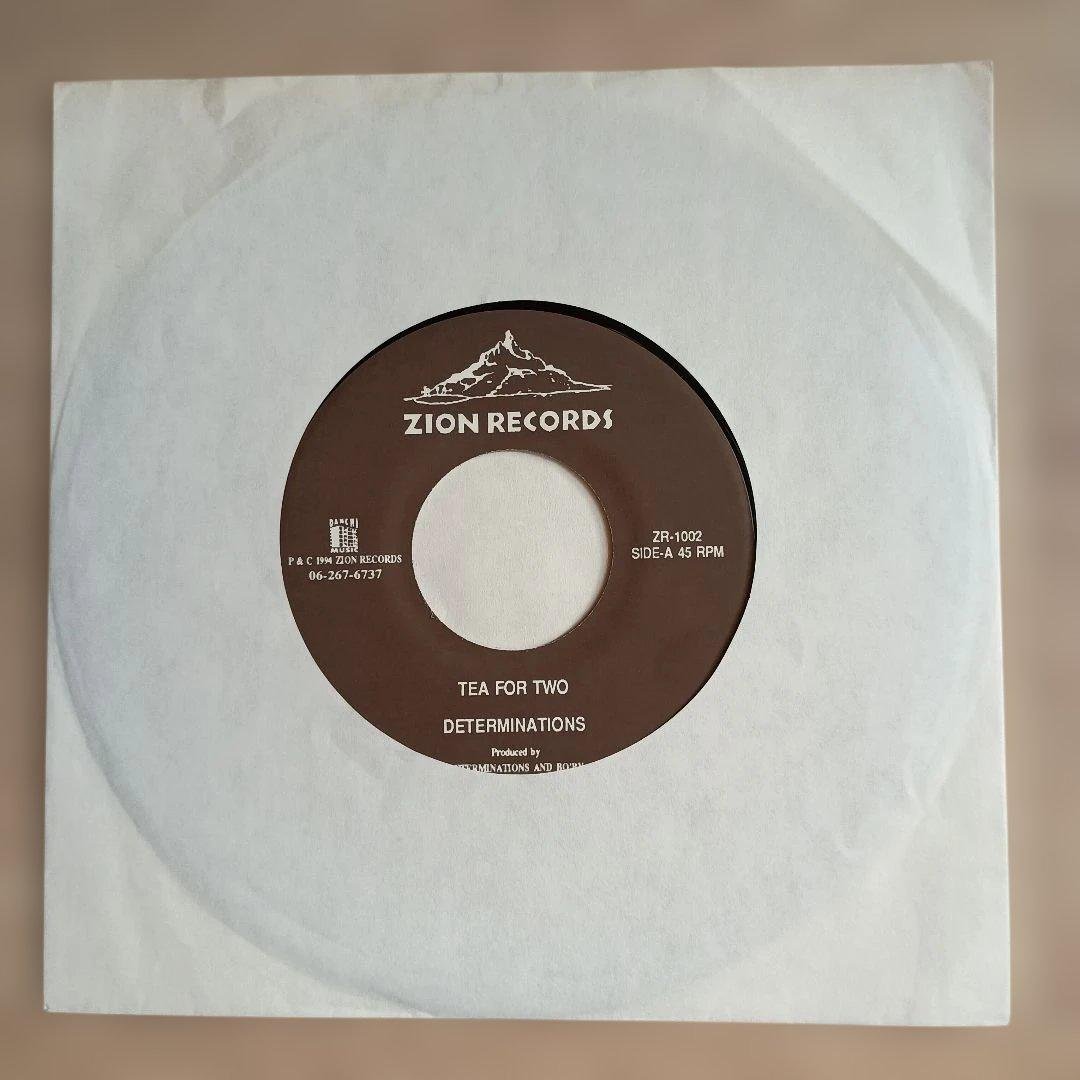 ZION RECORDS
DANCHI
MUSIC
P & C 1994 ZION RECORDS
06-267-6737
ZR-1002
SIDE-A 45 RPM
TEA FOR TWO
DETERMINATIONS
Produced by
AND